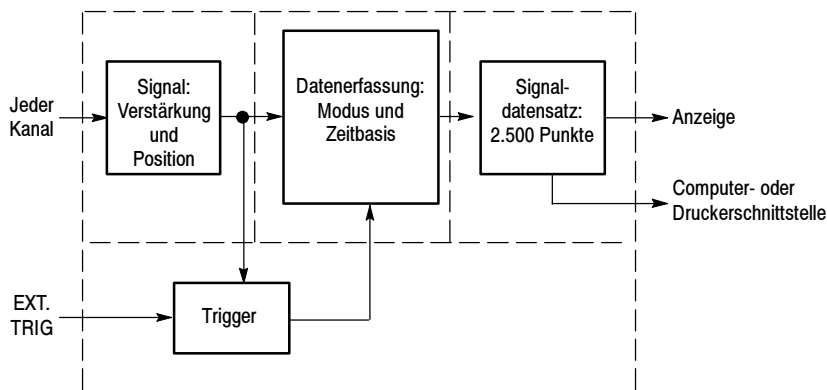 Jeder
Kanal
Signal:
Verstärkung
und
Position
Datenerfassung:
Modus und
Zeitbasis
Signal-
datensatz:
2.500 Punkte
Anzeige
Computer- oder
Druckerschnittstelle
EXT.
TRIG
Trigger